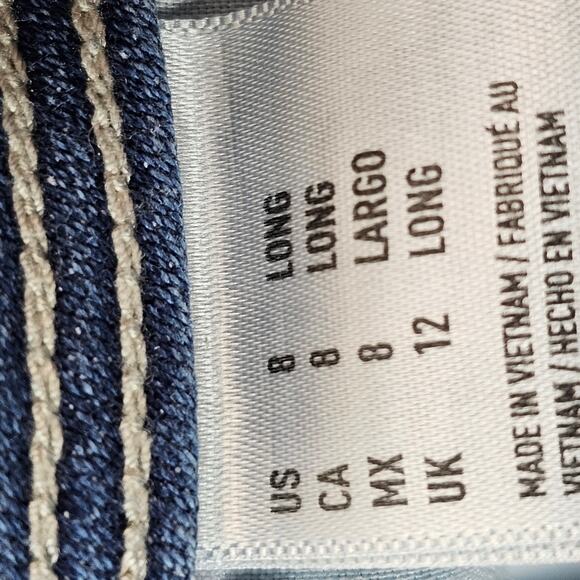 US 8 LONG
CA 8 LONG
MX 8 LARGO
UK 12 LONG
MADE IN VIETNAM / FABRIQUÉ AU
VIETNAM / HECHO EN VIETNAM